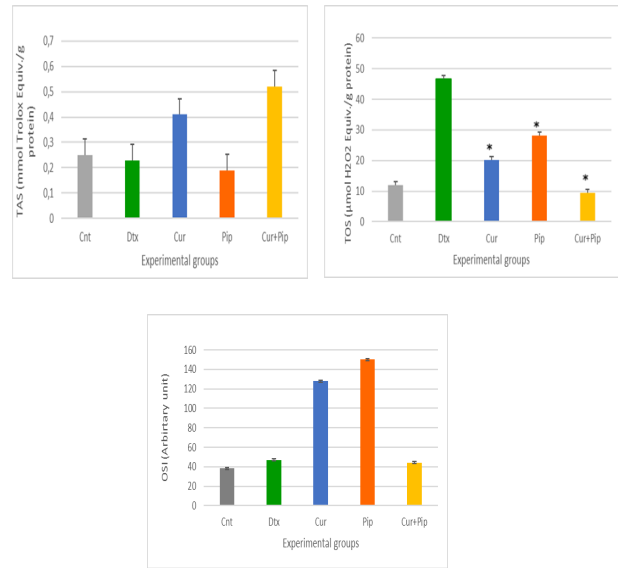 TAS (mmol Trolox Equiv./g
protein)
0,7
0,6
0,5
0,4
0,3
0,2
0,1
0
Cnt Dtx Cur Pip Cur+Pip
Experimental groups
TOS (µmol H2O2 Equiv./g protein)
60
50
40
30
20
10
0
* * *
Cnt Dtx Cur Pip Cur+Pip
Experimental groups
OSI (Arbirtary unit)
160
140
120
100
80
60
40
20
0
Cnt Dtx Cur Pip Cur+Pip
Experimental groups